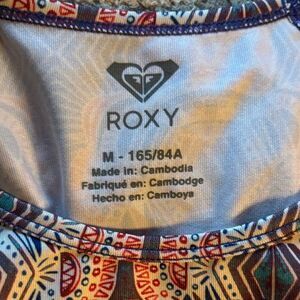 ROXY
M - 165/84A
Made in: Cambodia
Fabriqué en: Cambodge
Hecho en: Camboya